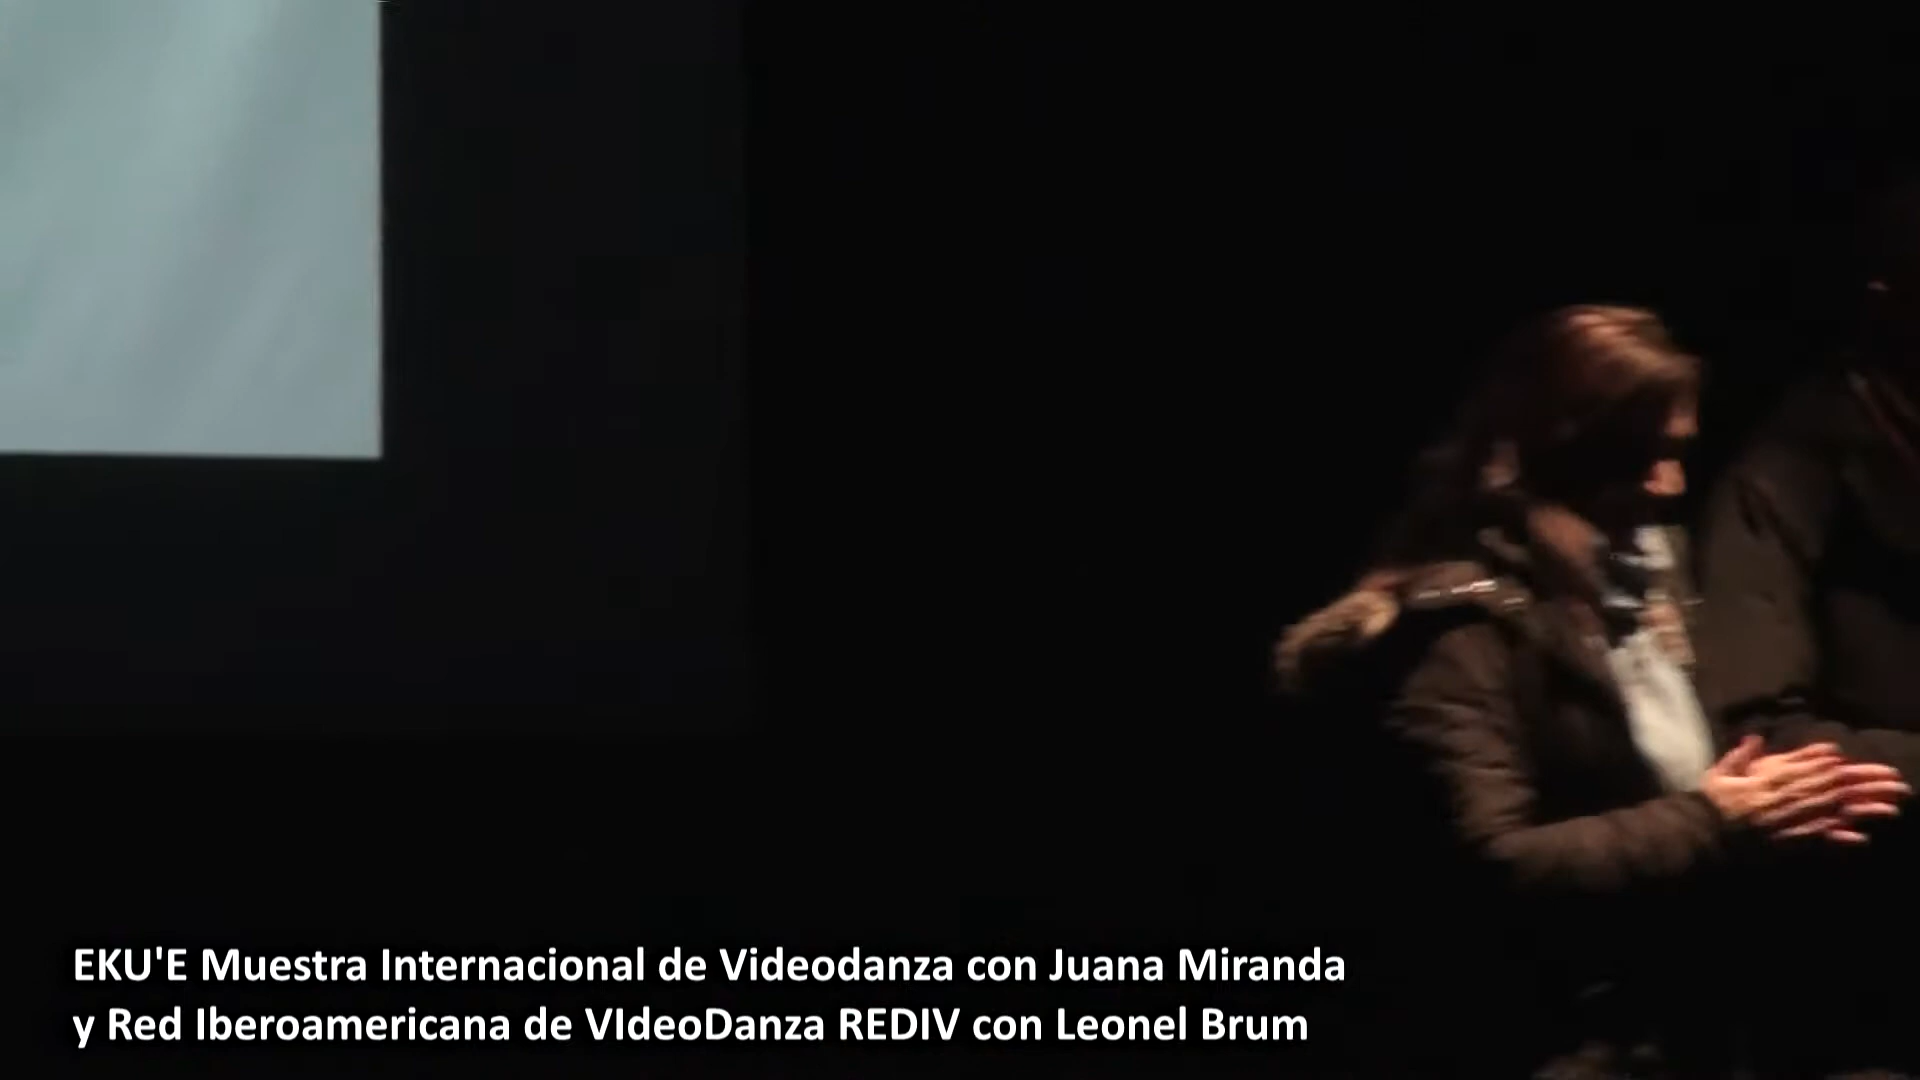 EKU'E Muestra Internacional de Videodanza con Juana Miranda
y Red Iberoamericana de VIdeoDanza REDIV con Leonel Brum